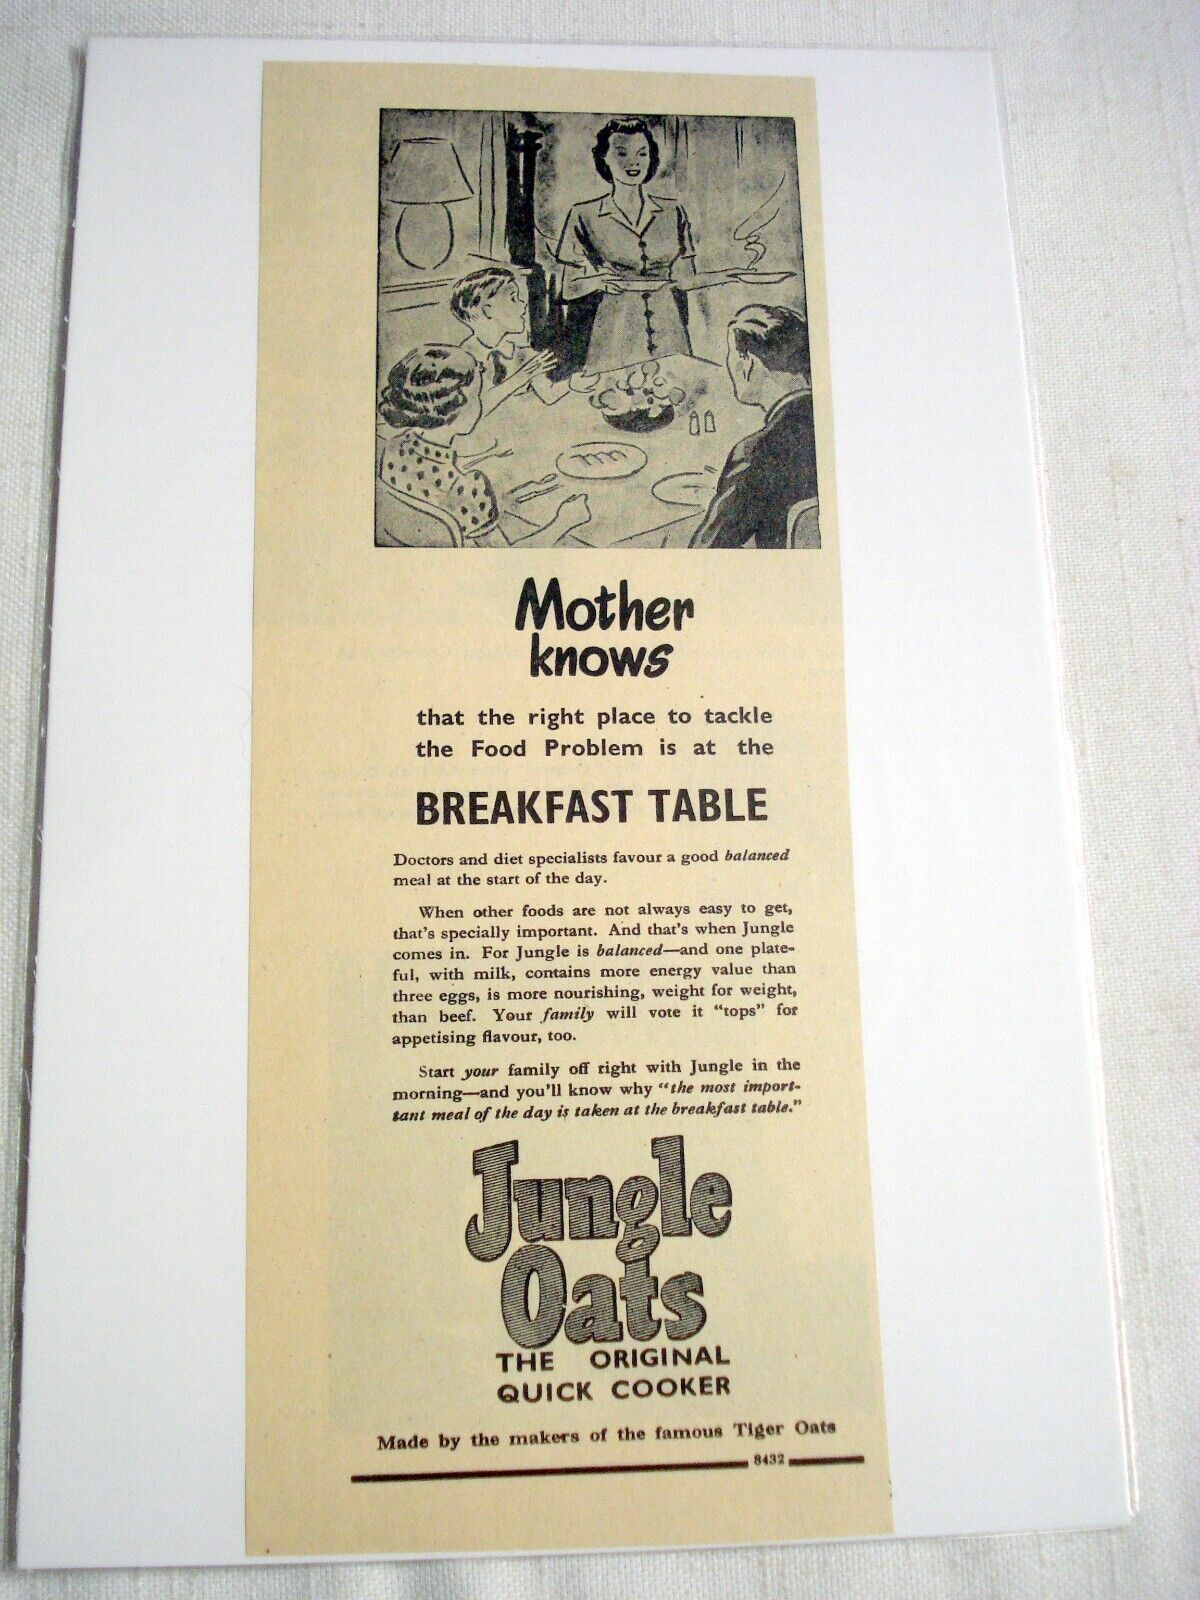 Mother
knows
that the right place to tackle
the Food Problem is at the
BREAKFAST TABLE
Doctors and diet specialists favour a good balanced
meal at the start of the day.
When other foods are not always easy to get,
that's specially important. And that's when Jungle
comes in. For Jungle is balanced—and one plate-
ful, with milk, contains more energy value than
three eggs, is more nourishing, weight for weight,
than beef. Your family will vote it "tops" for
appetising flavour, too.
Start your family off right with Jungle in the
morning—and you'll know why "the most import-
tant meal of the day is taken at the breakfast table."
Jungle
Oats
THE ORIGINAL
QUICK COOKER
Made by the makers of the famous Tiger Oats
8432